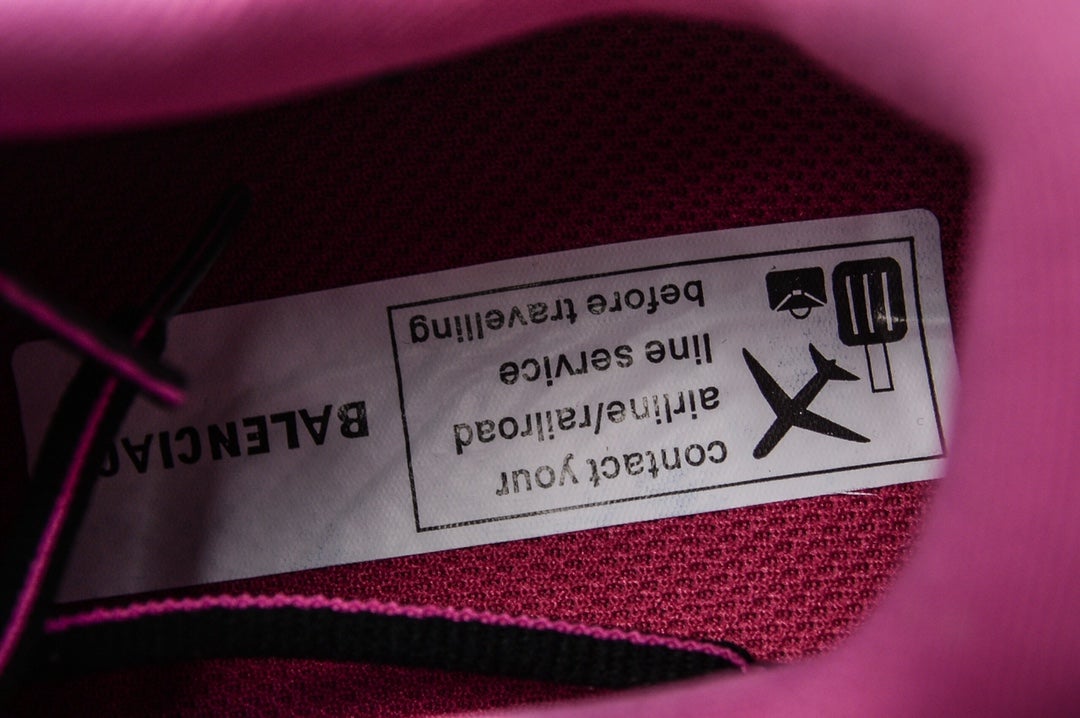 contact your
airline/railroad
line service
before travelling
BALENCIAG